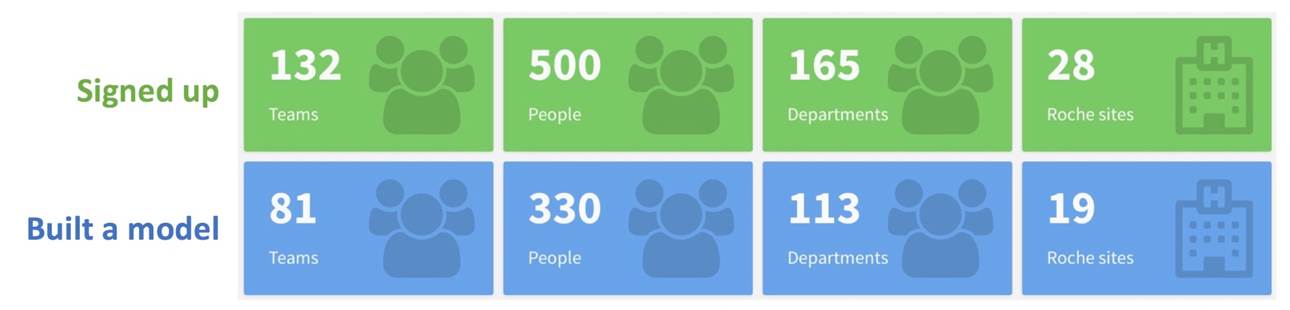 Signed up
132
Teams
500
People
165
Departments
28
Roche sites
H
Built a model
81
Teams
330
People
113
Departments
19
Roche sites
H